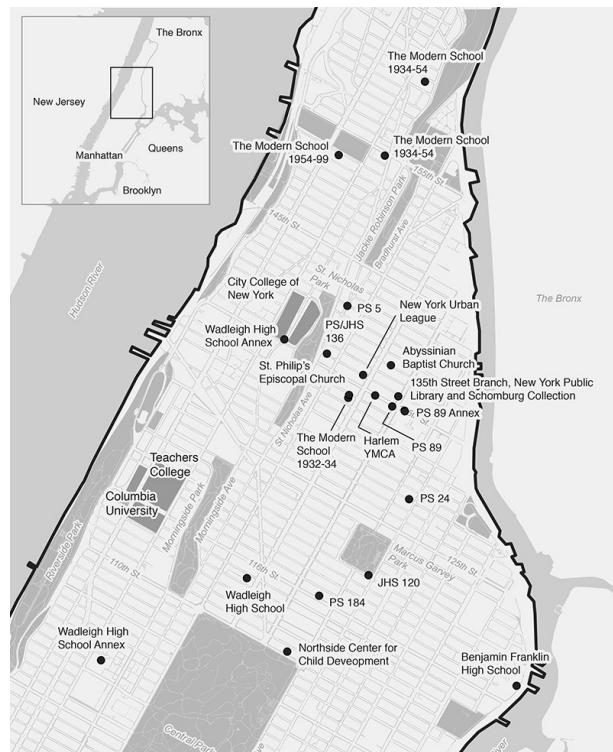 The Bronx
New Jersey
Manhattan
Queens
Brooklyn
The Modern School
1934-54
The Modern School
1954-99
The Modern School
1934-54
155th St.
Jackie Robinson Park
Bradhurst Ave
145th St.
Hudson River
St. Nicholas
Park
City College of
New York
PS 5
New York Urban
League
The Bronx
Wadleigh High
School Annex
PS/JHS
136
Abyssinian
Baptist Church
St. Philip's
Episcopal Church
135th Street Branch, New York Public
Library and Schomburg Collection
PS 89 Annex
St.
St Nicholas Ave
The Modern
School
1932-34
Harlem
YMCA
PS 89
Teachers
College
Columbia
University
PS 24
Morningside Park
Morningside Ave
Riverside Park
110th St.
116th St
Marcus Garvey
Park
125th St.
JHS 120
Wadleigh
High School
PS 184
Wadleigh High
School Annex
Northside Center for
Child Deveopment
Benjamin Franklin
High School
Central Park
Ave
River